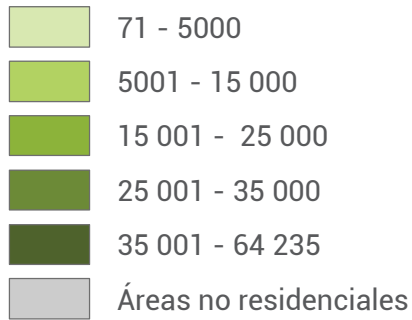 71 - 5000
5001 - 15 000
15 001 -  25 000
25 001 - 35 000
35 001 - 64 235
Áreas no residenciales